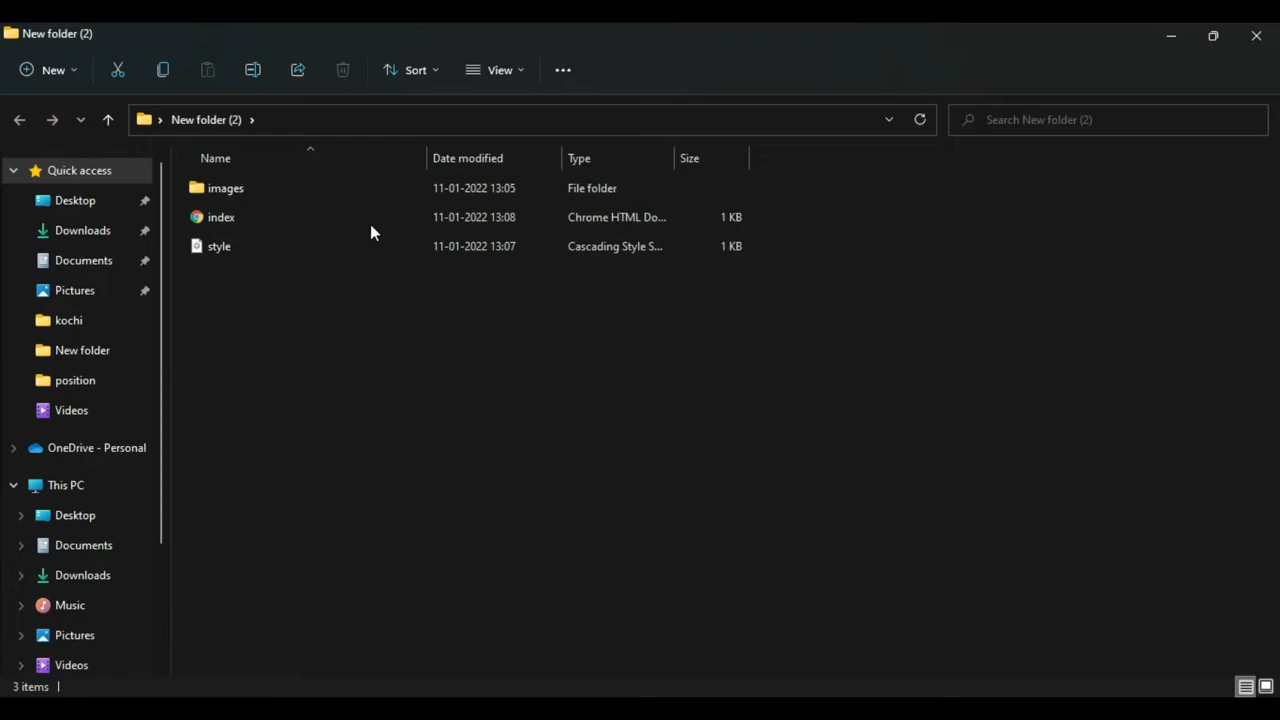 New folder (2)
New
Sort
View
New folder (2)
Search New folder (2)
Name Date modified Type Size
images 11-01-2022 13:05 File folder
index 11-01-2022 13:08 Chrome HTML Do... 1 KB
style 11-01-2022 13:07 Cascading Style S... 1 KB
Quick access
Desktop
Downloads
Documents
Pictures
kochi
New folder
position
Videos
OneDrive - Personal
This PC
Desktop
Documents
Downloads
Music
Pictures
Videos
3 items